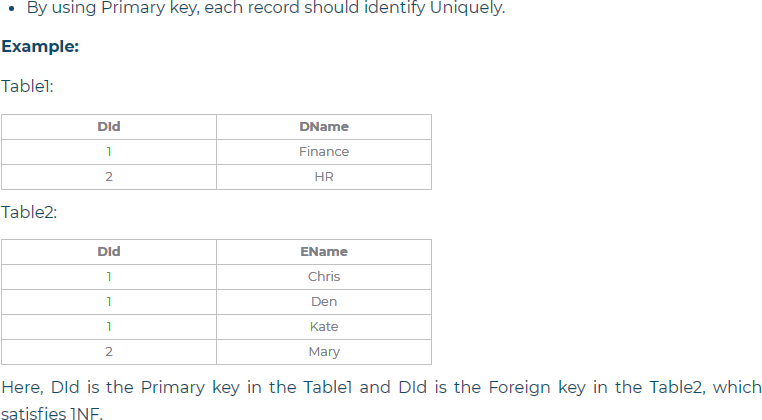 • By using Primary key, each record should identify Uniquely.
Example:
Table1:
DId DName
1 Finance
2 HR
Table2:
DId EName
1 Chris
1 Den
1 Kate
2 Mary
Here, DId is the Primary key in the Table1 and DId is the Foreign key in the Table2, which
satisfies 1NF.